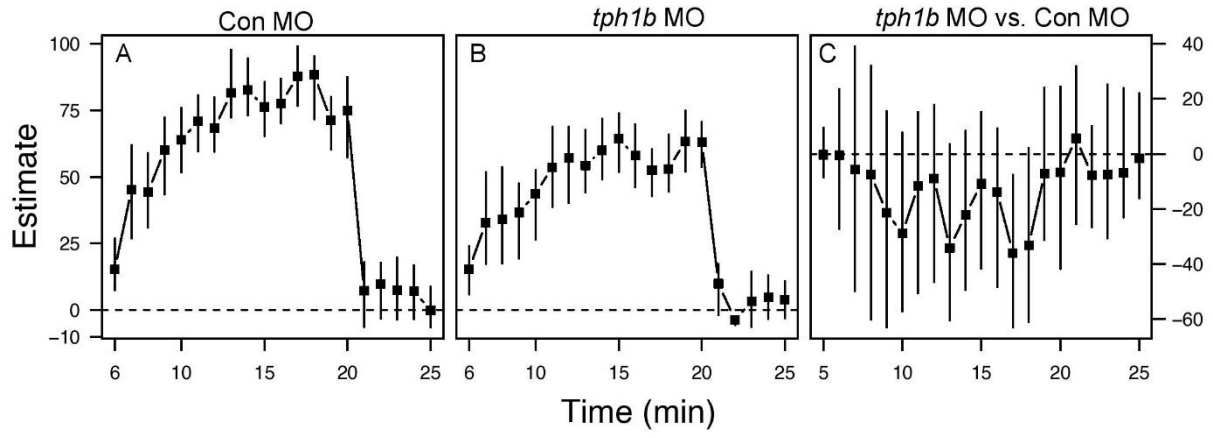 Con MO
tph1b MO
tph1b MO vs. Con MO
A
B
C
Estimate
100
75
50
25
0
−10
40
20
0
−20
−40
−60
6 10 15 20 25
6 10 15 20 25
5 10 15 20 25
Time (min)